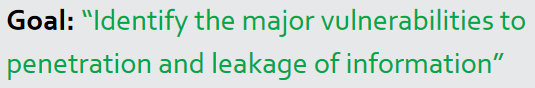 Goal: “Identify the major vulnerabilities to
penetration and leakage of information”